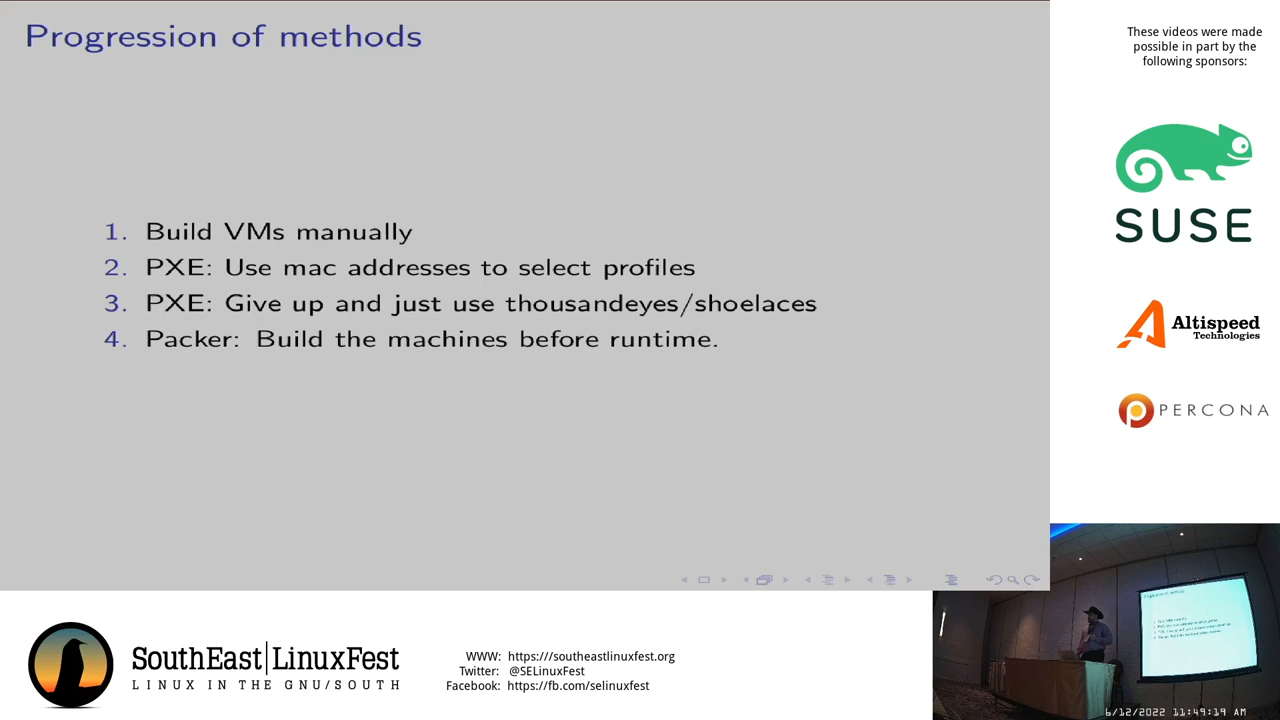 Progression of methods
1. Build VMs manually
2. PXE: Use mac addresses to select profiles
3. PXE: Give up and just use thousandeyes/shoelaces
4. Packer: Build the machines before runtime.
These videos were made
possible in part by the
following sponsors:
SUSE
Altispeed
Technologies
PERCONA
SouthEast|LinuxFest
LINUX IN THE GNU/SOUTH
WWW: https://southeastlinuxfest.org
Twitter: @SELinuxFest
Facebook: https://fb.com/selinuxfest
Progression of methods
6/12/2022 11:49:19 AM